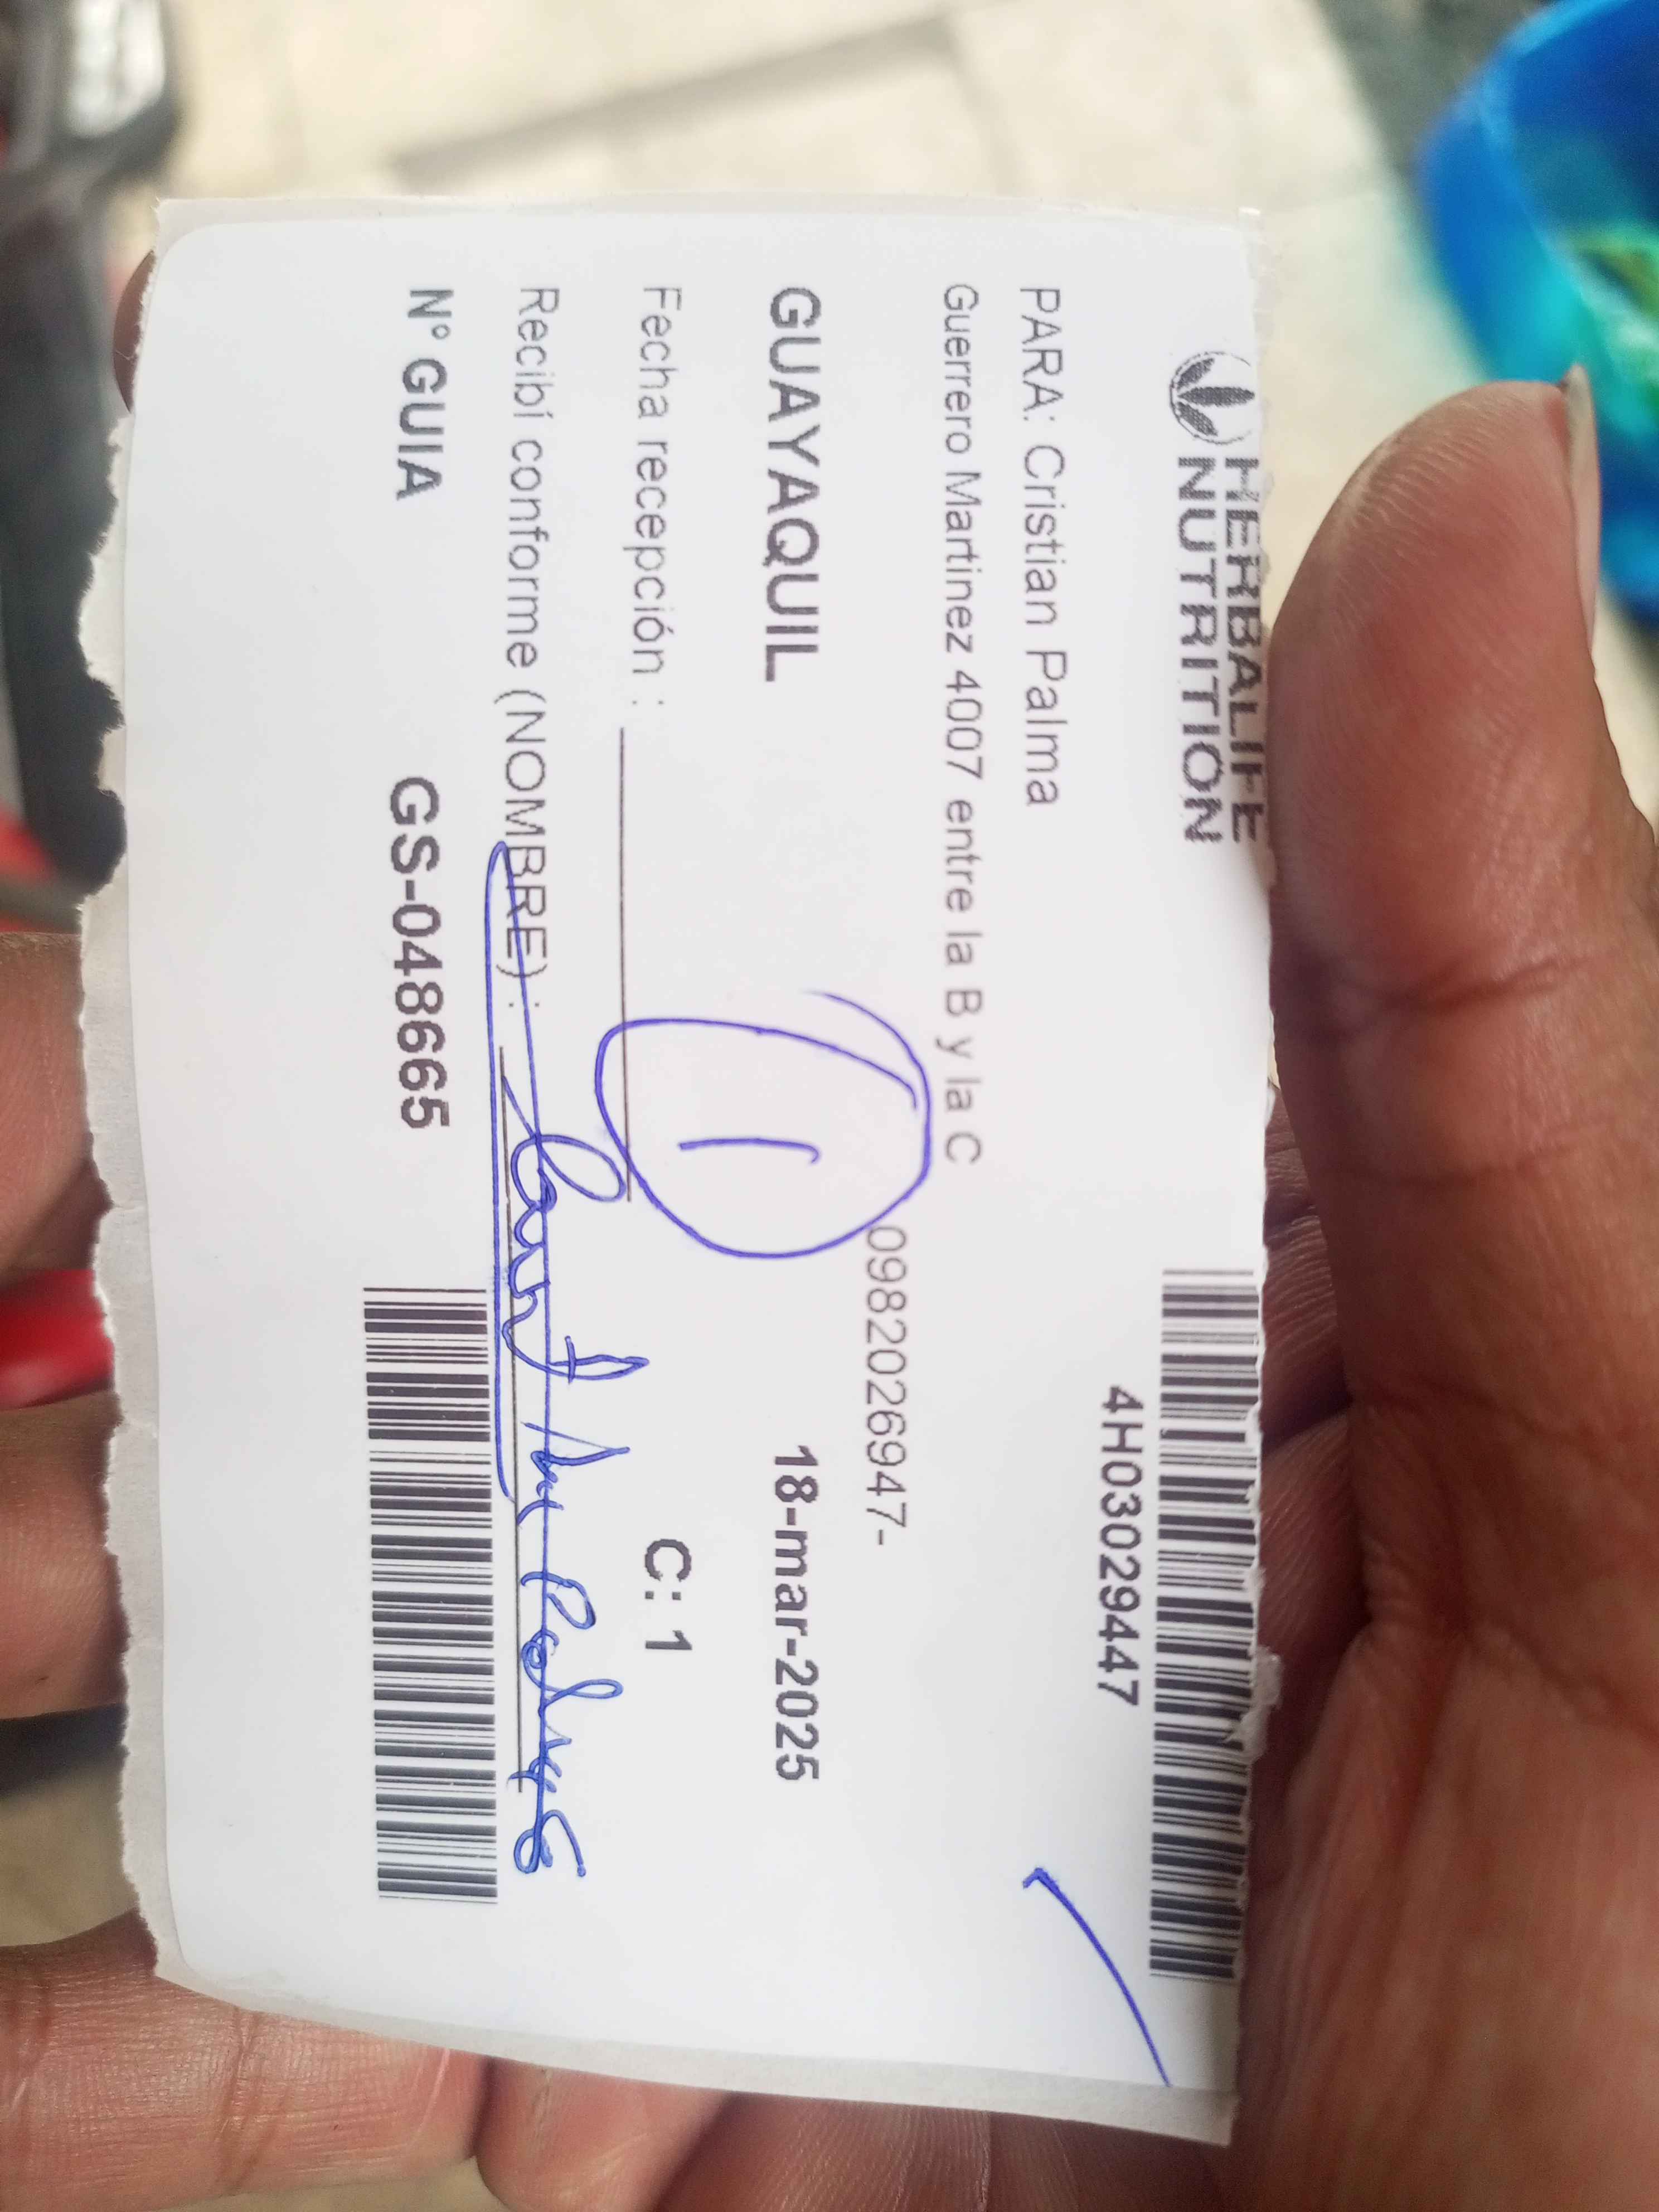 HERBALIFE
NUTRITION
4H03029447
PARA: Cristian Palma
Guerrero Martinez 4007 entre la B y la C
0982026947-
GUAYAQUIL 18-mar-2025
1
Fecha recepción : C: 1
Recibí conforme (NOMBRE) :
N° GUIA GS-048665